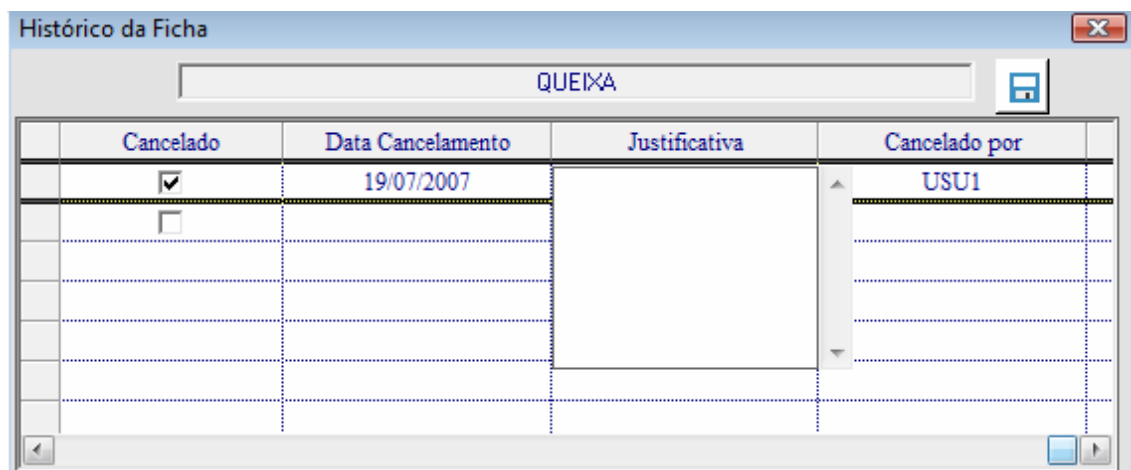 Histórico da Ficha
QUEIXA
Cancelado Data Cancelamento Justificativa Cancelado por
19/07/2007 USU1